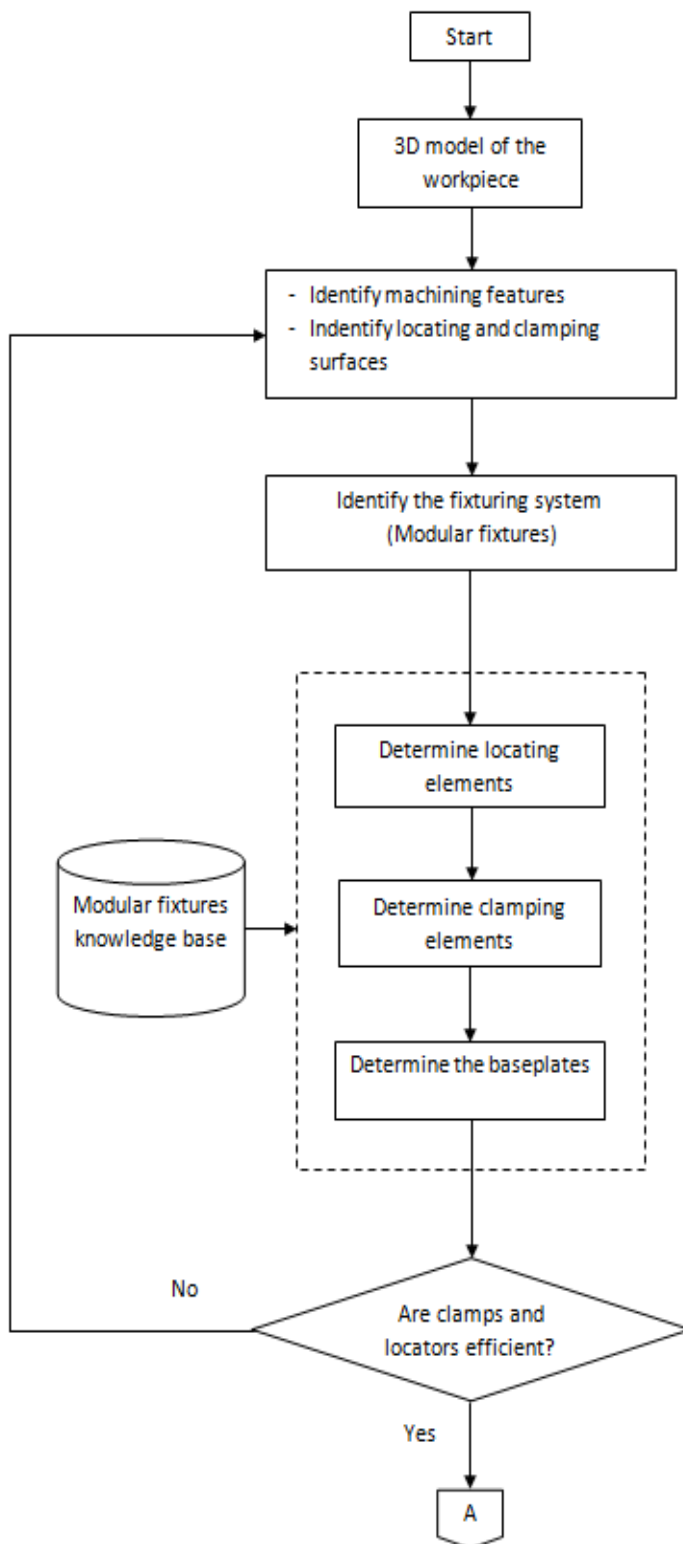 Start
3D model of the
workpiece
- Identify machining features
- Indentify locating and clamping
surfaces
Identify the fixturing system
(Modular fixtures)
Determine locating
elements
Modular fixtures
knowledge base
Determine clamping
elements
Determine the baseplates
No
Are clamps and
locators efficient?
Yes
A